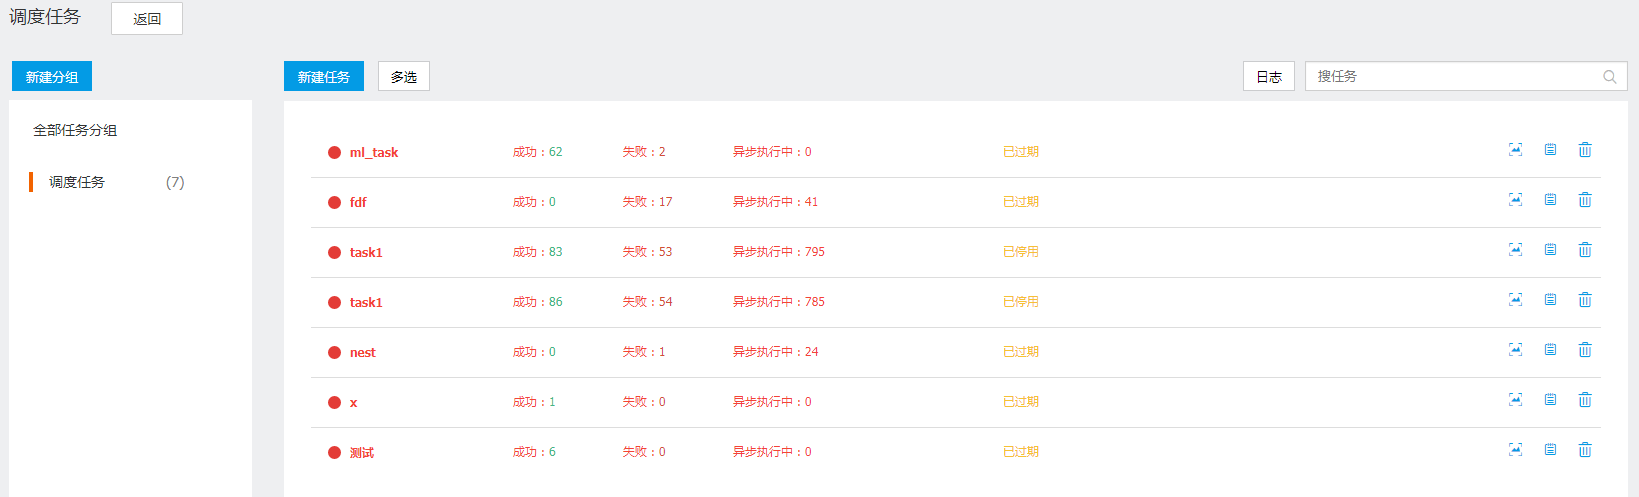 调度任务 返回
新建分组 新建任务 多选 日志 搜任务
全部任务分组
调度任务 (7)
ml_task 成功：62 失败：2 异步执行中：0 已过期
fdf 成功：0 失败：17 异步执行中：41 已过期
task1 成功：83 失败：53 异步执行中：795 已停用
task1 成功：86 失败：54 异步执行中：785 已停用
nest 成功：0 失败：1 异步执行中：24 已过期
x 成功：1 失败：0 异步执行中：0 已过期
测试 成功：6 失败：0 异步执行中：0 已过期